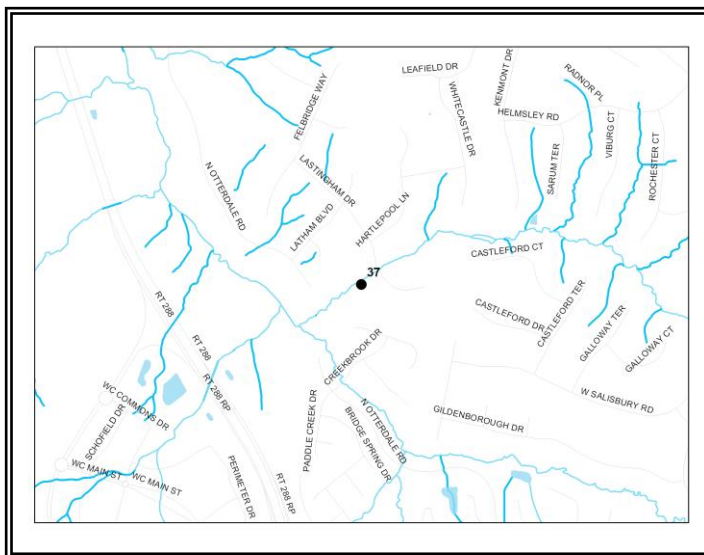 LEAFIELD DR
KENMONT DR
RADNOR PL
FELBRIDGE WAY
WHITECASTLE DR
HELMSLEY RD
VIBURG CT
SARUM TER
ROCHESTER CT
N OTTERDALE RD
LASTINGHAM DR
LATHAM BLVD
HARTLEPOOL LN
CASTLEFORD CT
37
RT 288
CASTLEFORD DR
CASTLEFORD TER
GALLOWAY TER
GALLOWAY CT
RT 288
CREEKBROOK DR
RT 288 RP
W SALISBURY RD
WC COMMONS DR
SCHOFIELD DR
PADDLE CREEK DR
N OTTERDALE RD
GILDENBOROUGH DR
BRIDGE SPRING DR
WC MAIN ST
WC MAIN ST
PERIMETER DR
RT 288 RP